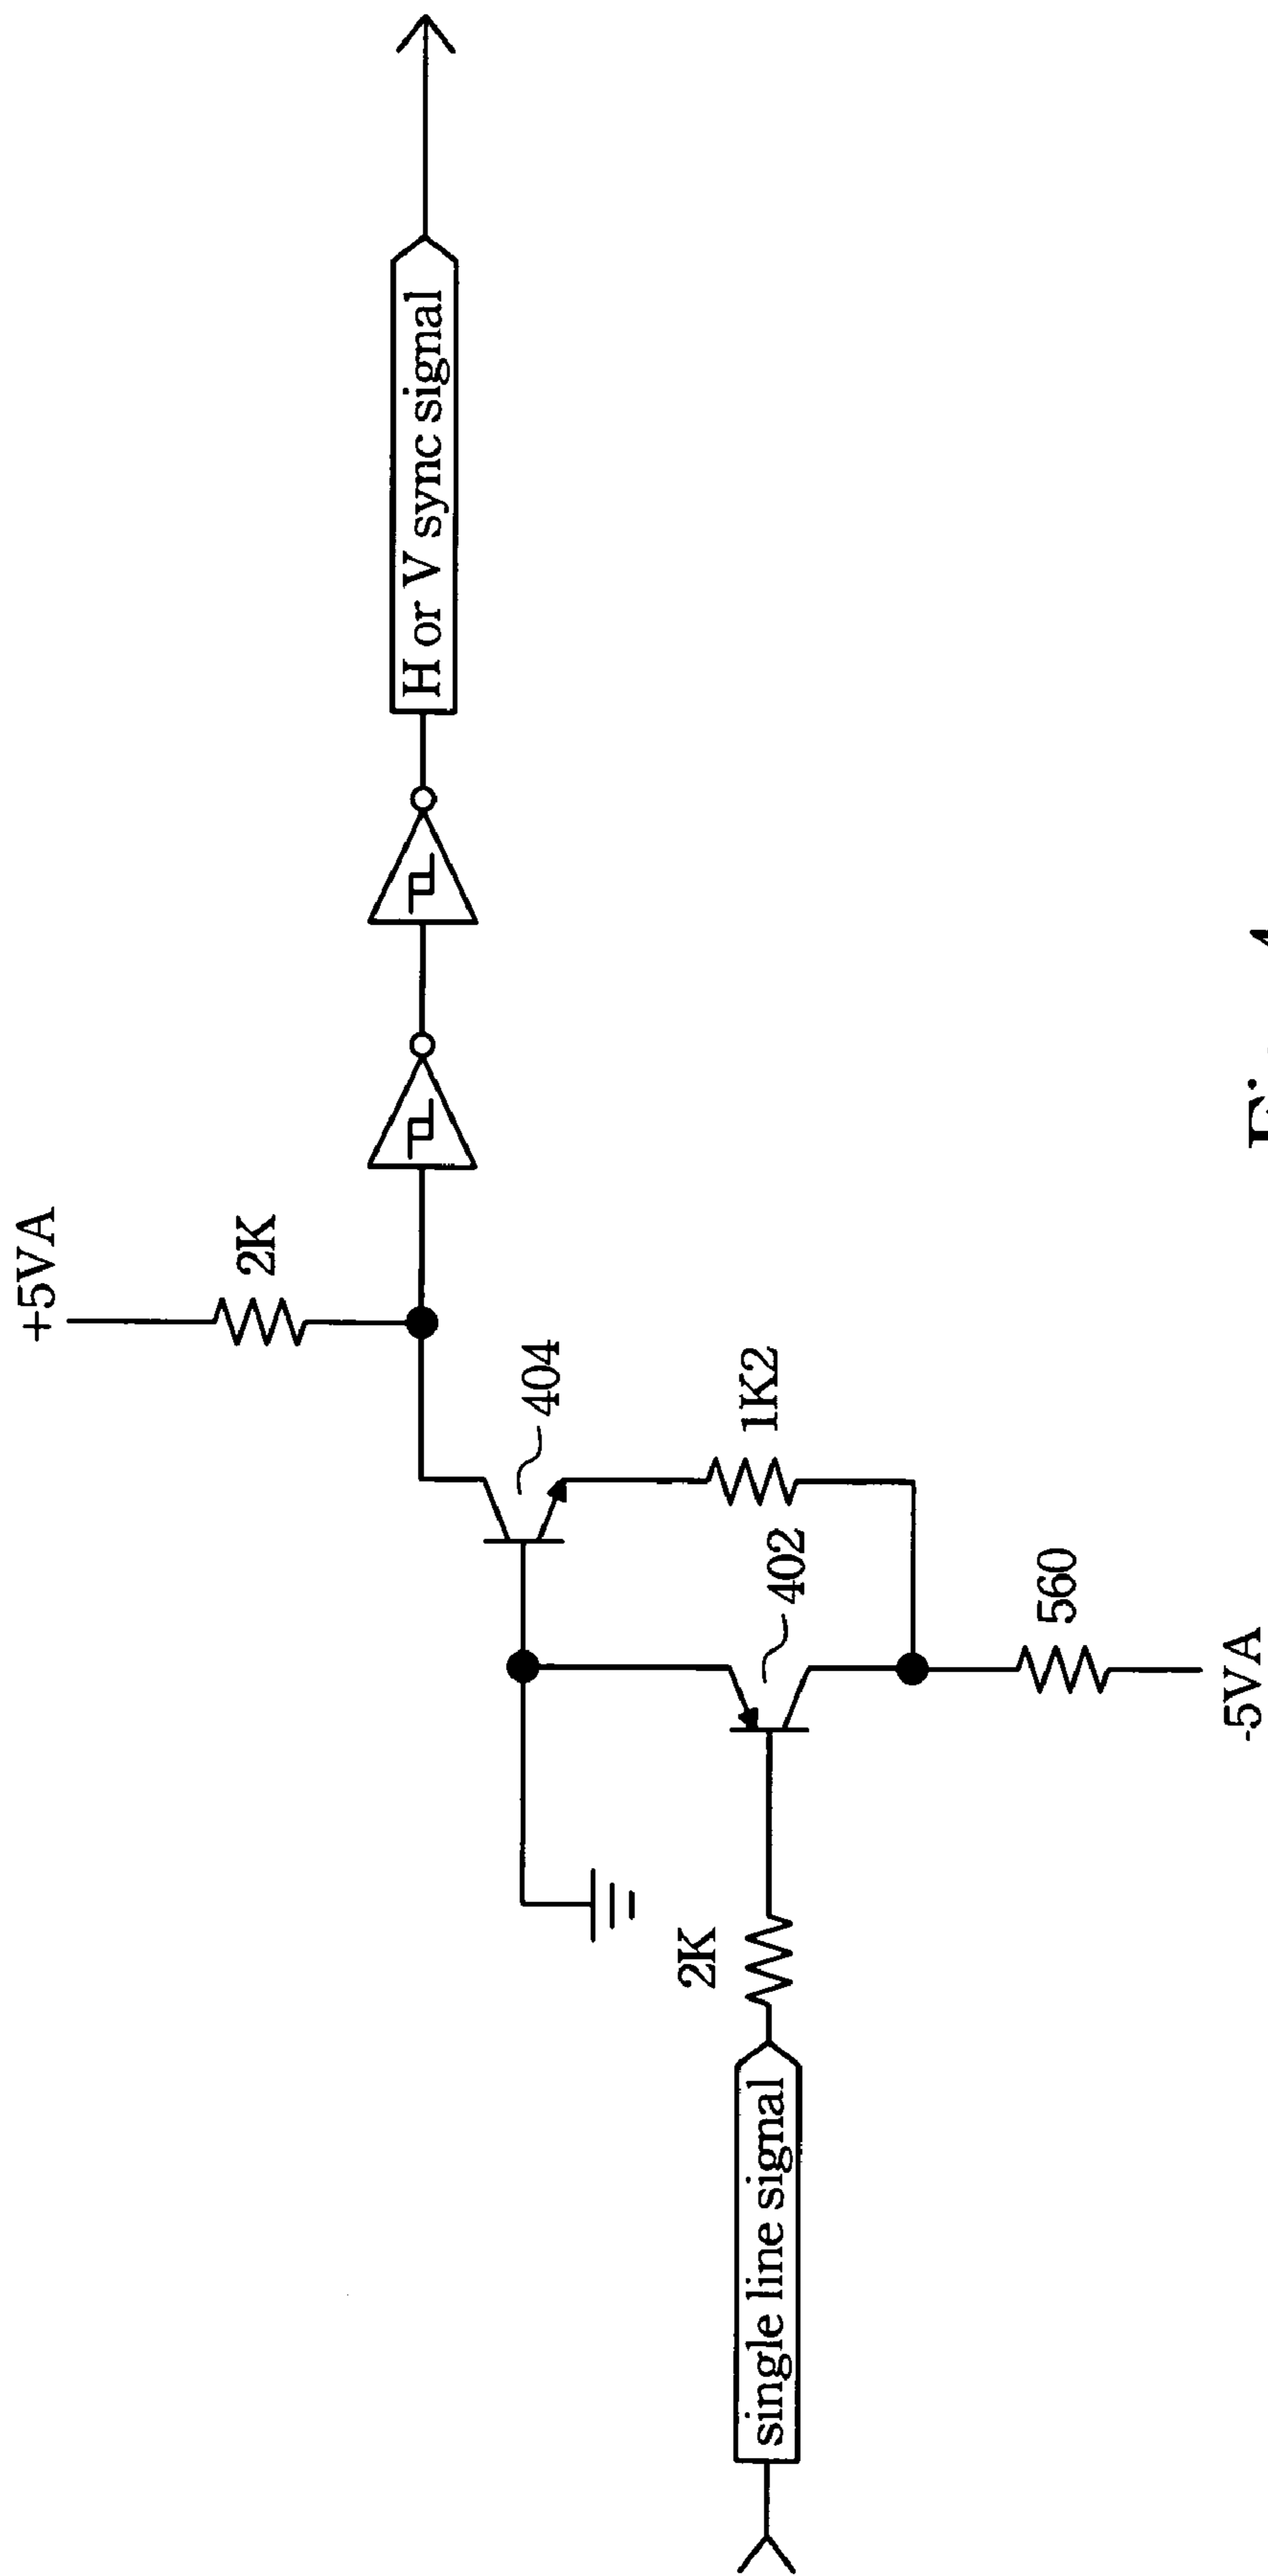 +5VA
2K
H or V sync signal
404
1K2
402
2K
single line signal
560
-5VA